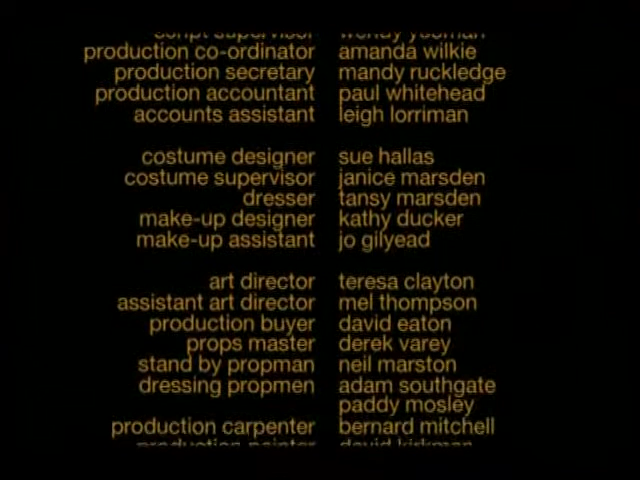 script supervisor wendy yeoman
production co-ordinator amanda wilkie
production secretary mandy ruckledge
production accountant paul whitehead
accounts assistant leigh lorriman
costume designer sue hallas
costume supervisor janice marsden
dresser tansy marsden
make-up designer kathy ducker
make-up assistant jo gilyead
art director teresa clayton
assistant art director mel thompson
production buyer david eaton
props master derek varey
stand by propman neil marston
dressing propmen adam southgate
paddy mosley
production carpenter bernard mitchell
production painter david kirkman